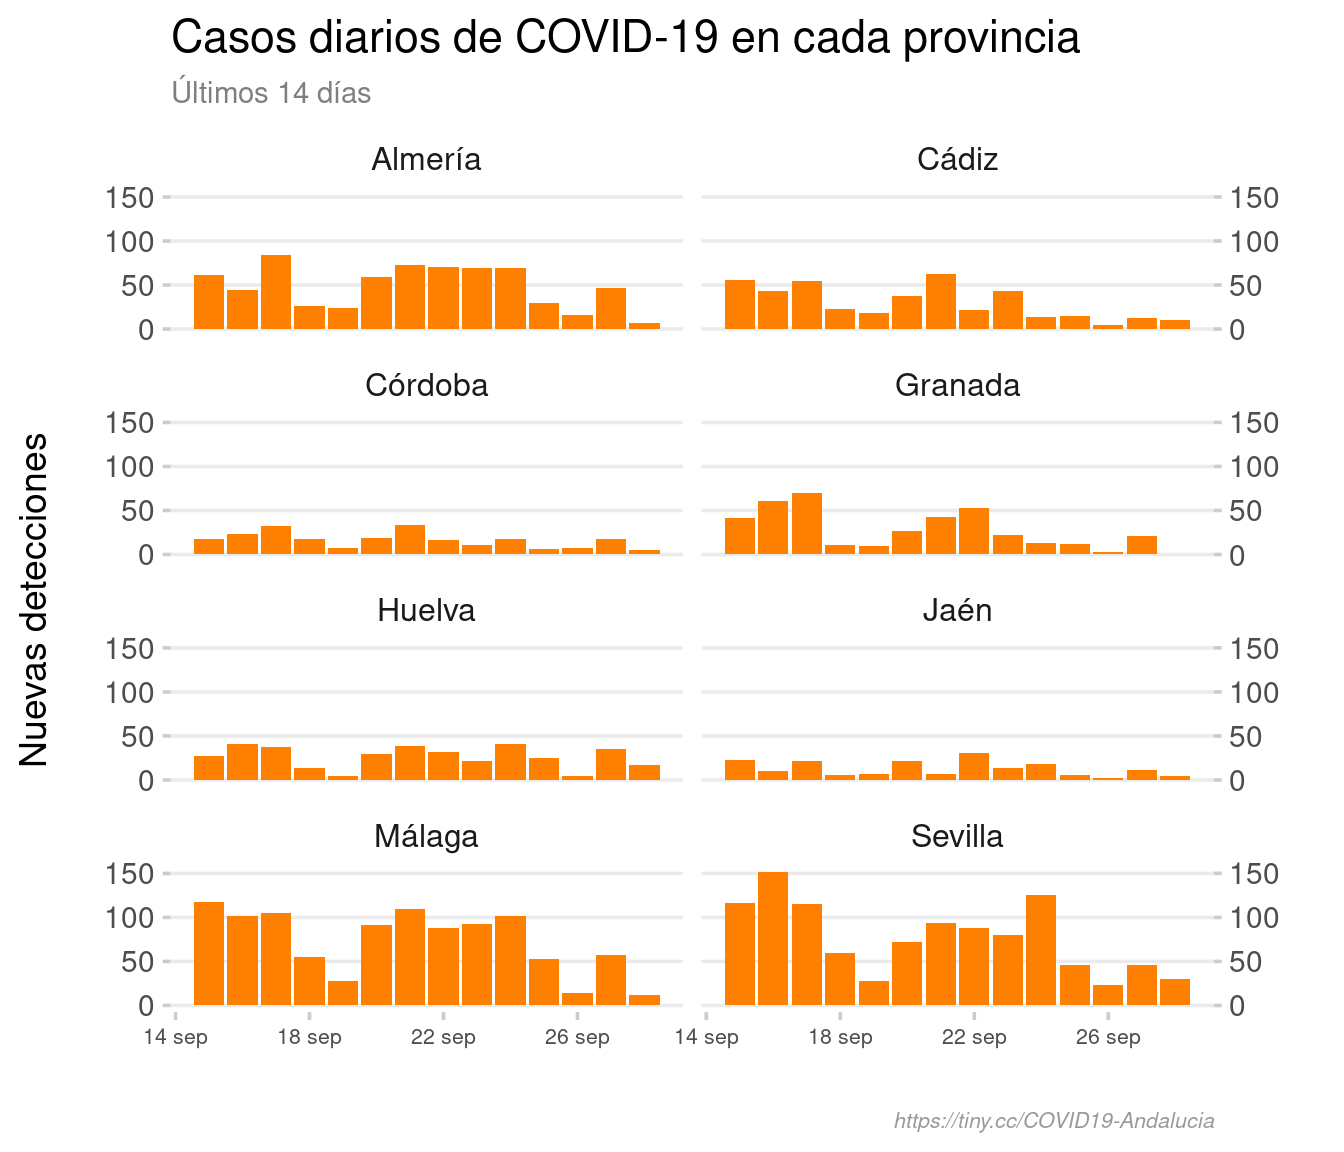 Casos diarios de COVID-19 en cada provincia
Últimos 14 días
Nuevas detecciones
Almería
Cádiz
150
100
50
0
150
100
50
0
Córdoba
Granada
150
100
50
0
150
100
50
0
Huelva
Jaén
150
100
50
0
150
100
50
0
Málaga
Sevilla
150
100
50
0
150
100
50
0
14 sep 18 sep 22 sep 26 sep
14 sep 18 sep 22 sep 26 sep
https://tiny.cc/COVID19-Andalucia